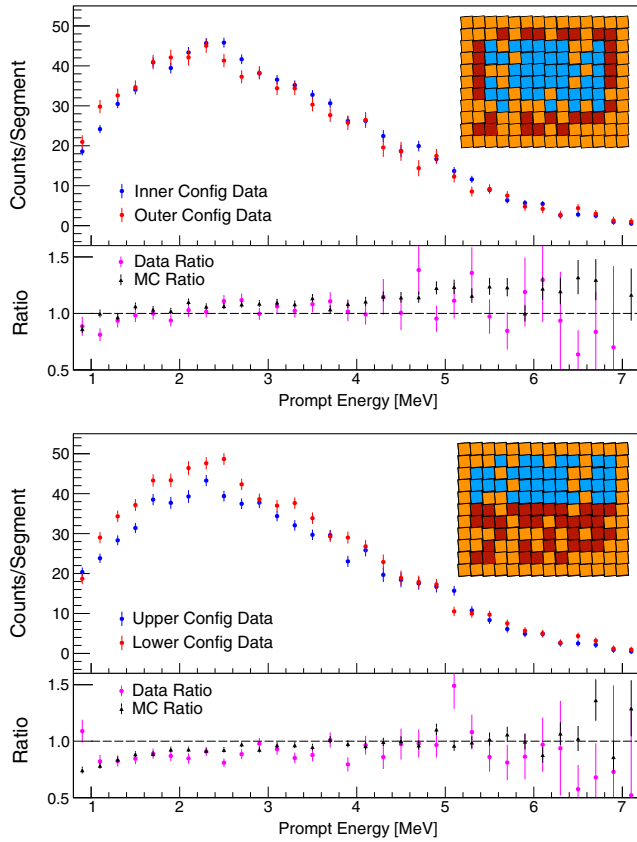 50
40
30
20
10
0
Counts/Segment
Inner Config Data
Outer Config Data
1.5
1.0
0.5
Ratio
Data Ratio
MC Ratio
1 2 3 4 5 6 7
Prompt Energy [MeV]
50
40
30
20
10
0
Counts/Segment
Upper Config Data
Lower Config Data
1.5
1.0
0.5
Ratio
Data Ratio
MC Ratio
1 2 3 4 5 6 7
Prompt Energy [MeV]